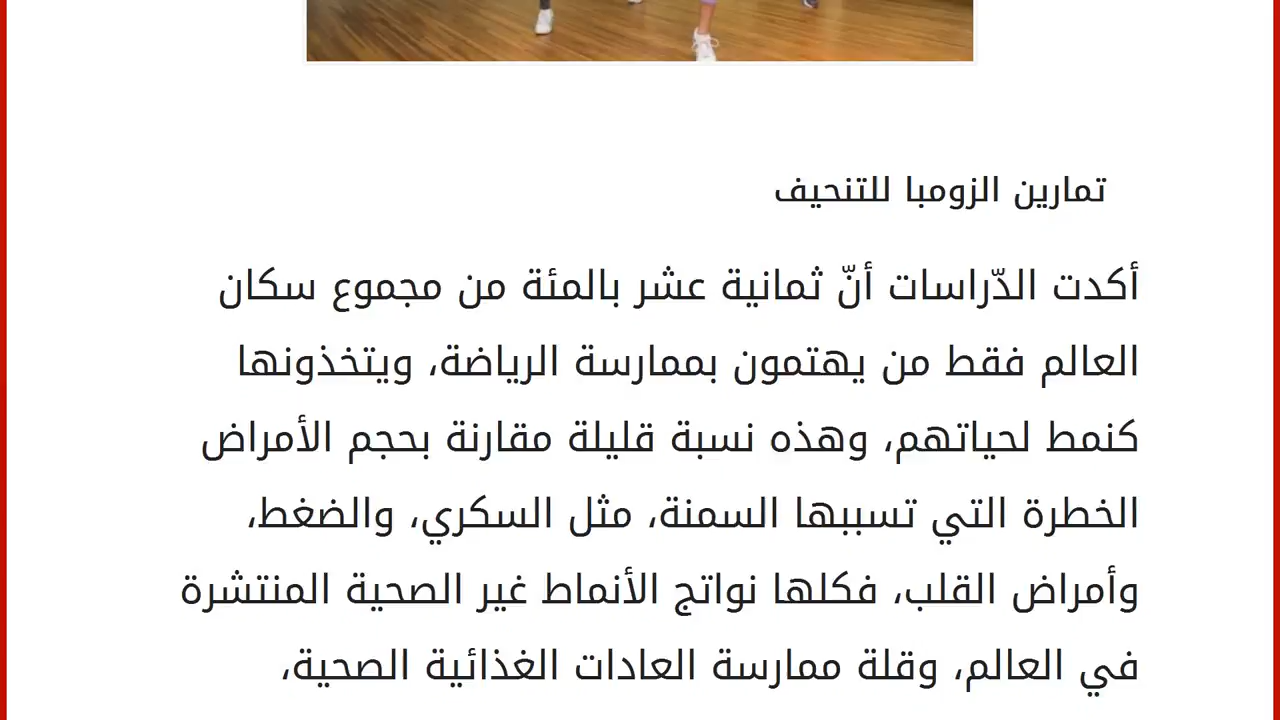 تمارين الزومبا للتنحيف
أكدت الدّراسات أنّ ثمانية عشر بالمئة من مجموع سكان
العالم فقط من يهتمون بممارسة الرياضة، ويتخذونها
كنمط لحياتهم، وهذه نسبة قليلة مقارنة بحجم الأمراض
الخطرة التي تسببها السمنة، مثل السكري، والضغط،
وأمراض القلب، فكلها نواتج الأنماط غير الصحية المنتشرة
في العالم، وقلة ممارسة العادات الغذائية الصحية،